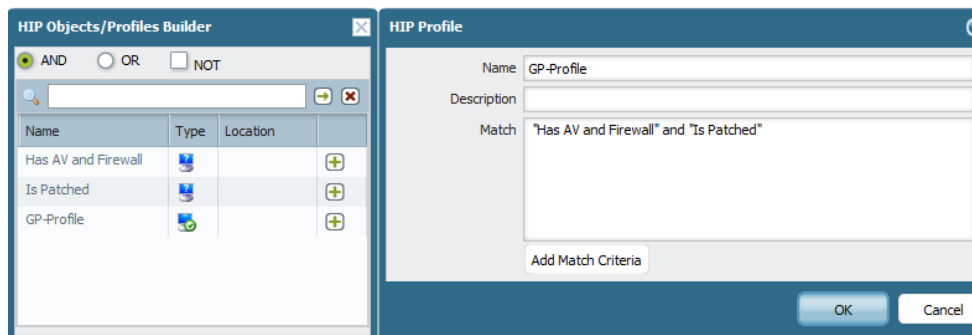 HIP Objects/Profiles Builder
AND OR NOT
Name Type Location
Has AV and Firewall
Is Patched
GP-Profile
HIP Profile
Name GP-Profile
Description
Match "Has AV and Firewall" and "Is Patched"
Add Match Criteria
OK Cancel